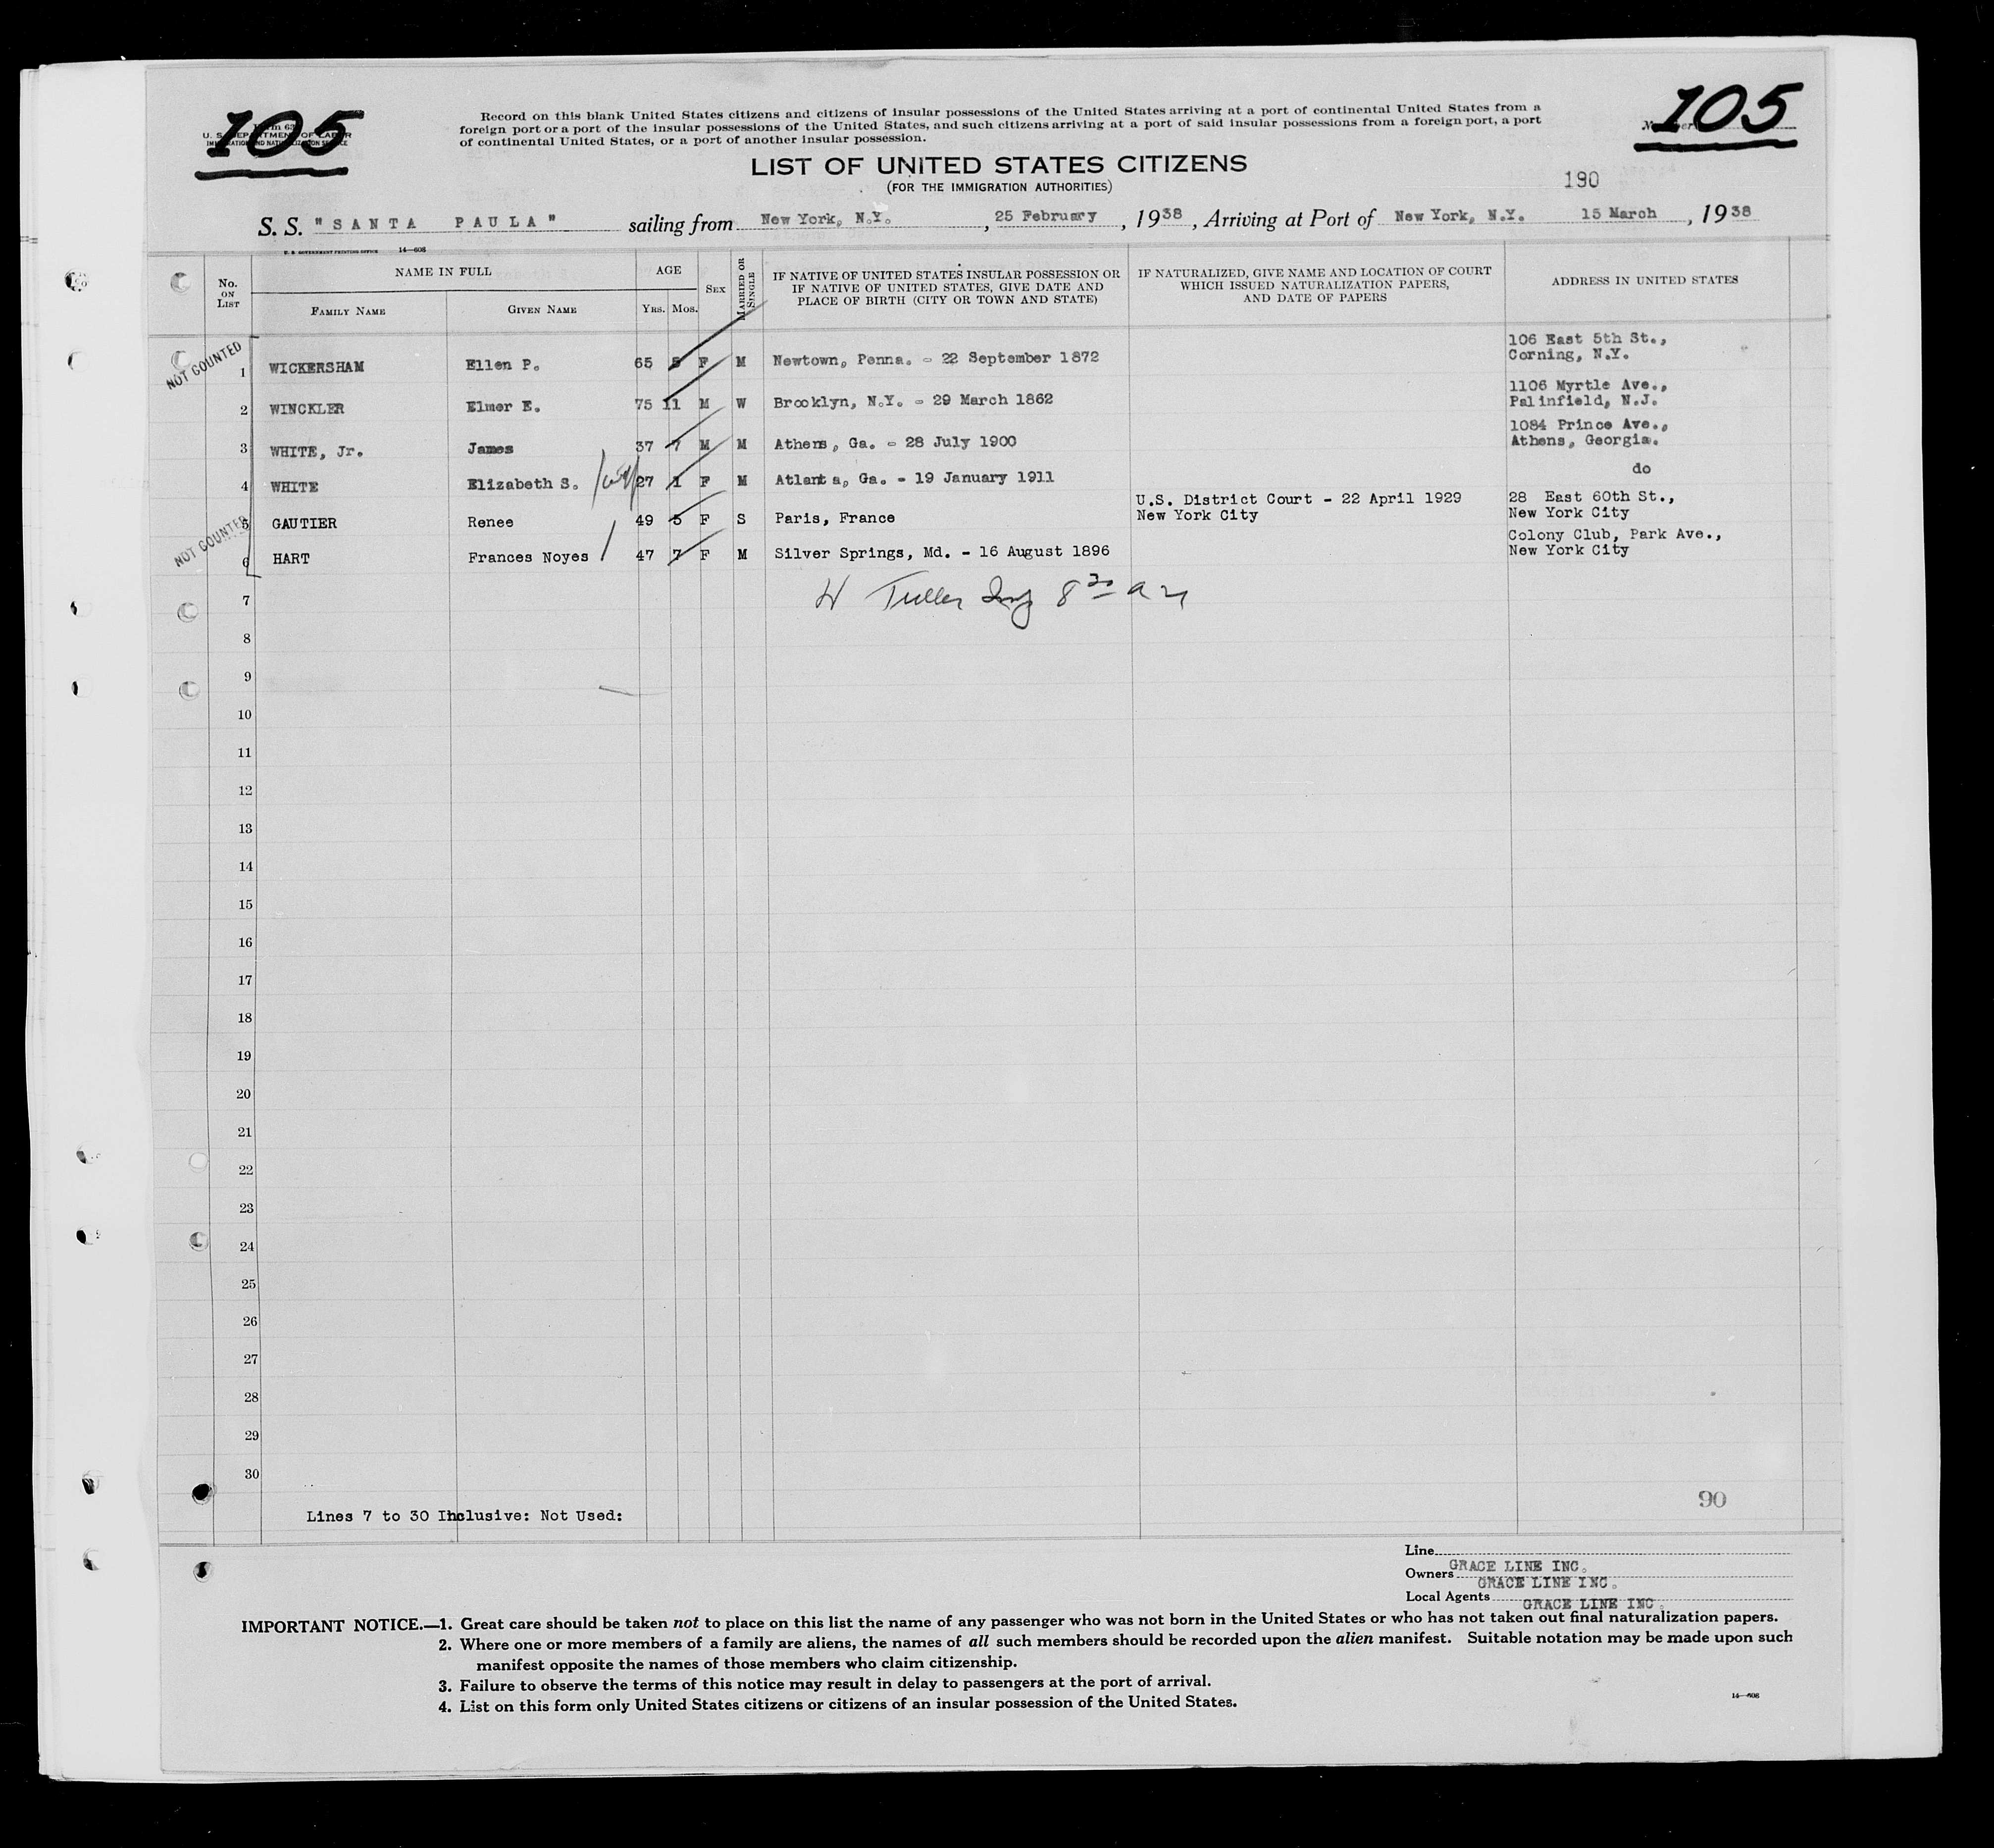 105
105
Record on this blank United States citizens and citizens of insular possessions of the United States arriving at a port of continental United States from a
foreign port or a port of the insular possessions of the United States, and such citizens arriving at a port of said insular possessions from a foreign port, a port
of continental United States, or a port of another insular possession.
LIST OF UNITED STATES CITIZENS
(FOR THE IMMIGRATION AUTHORITIES)
190
S. S. "SANTA PAULA" sailing from New York, N.Y. , 25 February , 1938 , Arriving at Port of New York, N.Y. 15 March , 1938
U. S. GOVERNMENT PRINTING OFFICE 14—608
No. ON LIST
NAME IN FULL
FAMILY NAME
GIVEN NAME
AGE
YRS. MOS.
SEX
MARRIED OR SINGLE
IF NATIVE OF UNITED STATES INSULAR POSSESSION OR
IF NATIVE OF UNITED STATES, GIVE DATE AND
PLACE OF BIRTH (CITY OR TOWN AND STATE)
IF NATURALIZED, GIVE NAME AND LOCATION OF COURT
WHICH ISSUED NATURALIZATION PAPERS,
AND DATE OF PAPERS
ADDRESS IN UNITED STATES
NOT COUNTED
1 WICKERSHAM Ellen P. 65 5 F M Newtown, Penna. - 22 September 1872 106 East 5th St.,
Corning, N.Y.
2 WINCKLER Elmer E. 75 11 M W Brooklyn, N.Y. - 29 March 1862 1106 Myrtle Ave.,
Palinfield, N.J.
3 WHITE, Jr. James 37 7 M M Athens, Ga. - 28 July 1900 1084 Prince Ave.,
Athens, Georgia.
4 WHITE Elizabeth S. 27 1 F M Atlanta, Ga. - 19 January 1911 do
NOT COUNTED
5 GAUTIER Renee 49 5 F S Paris, France U.S. District Court - 22 April 1929 28 East 60th St.,
New York City New York City
6 HART Frances Noyes 47 7 F M Silver Springs, Md. - 16 August 1896 Colony Club, Park Ave.,
New York City
7
8
9
10
11
12
13
14
15
16
17
18
19
20
21
22
23
24
25
26
27
28
29
30
90
Lines 7 to 30 Inclusive: Not Used:
Line GRACE LINE INC.
Owners GRACE LINE INC.
Local Agents GRACE LINE INC.
IMPORTANT NOTICE.—1. Great care should be taken not to place on this list the name of any passenger who was not born in the United States or who has not taken out final naturalization papers.
2. Where one or more members of a family are aliens, the names of all such members should be recorded upon the alien manifest. Suitable notation may be made upon such
manifest opposite the names of those members who claim citizenship.
3. Failure to observe the terms of this notice may result in delay to passengers at the port of arrival.
4. List on this form only United States citizens or citizens of an insular possession of the United States.
14—608